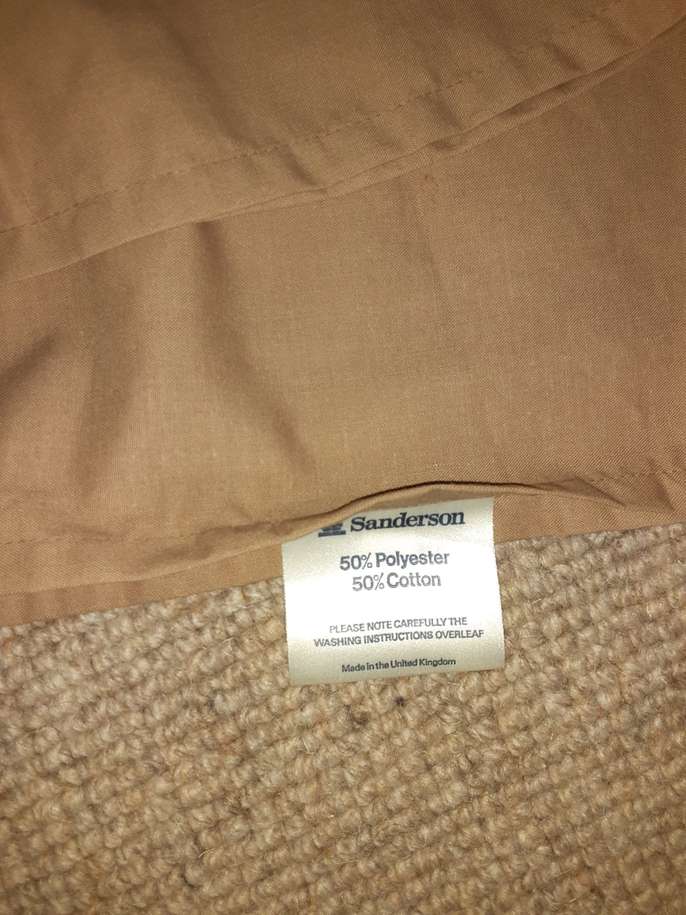 Sanderson
50% Polyester
50% Cotton
PLEASE NOTE CAREFULLY THE
WASHING INSTRUCTIONS OVERLEAF
Made in the United Kingdom